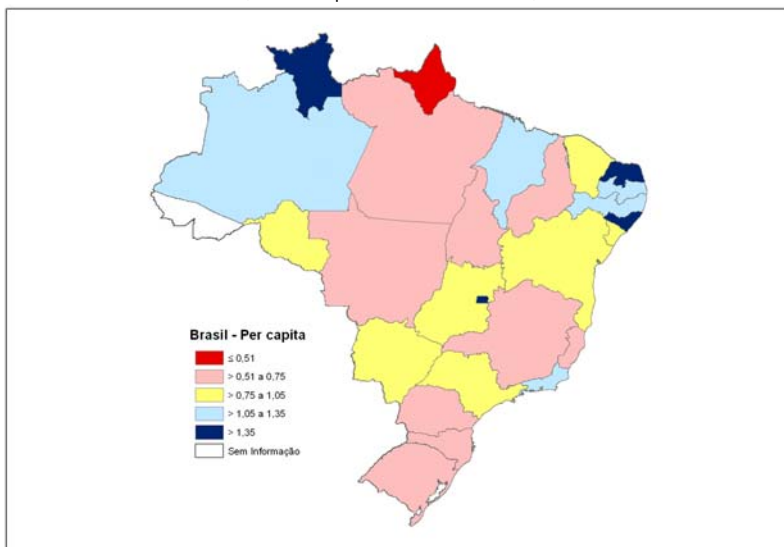 Brasil - Per capita
≤ 0,51
> 0,51 a 0,75
> 0,75 a 1,05
> 1,05 a 1,35
> 1,35
Sem Informação